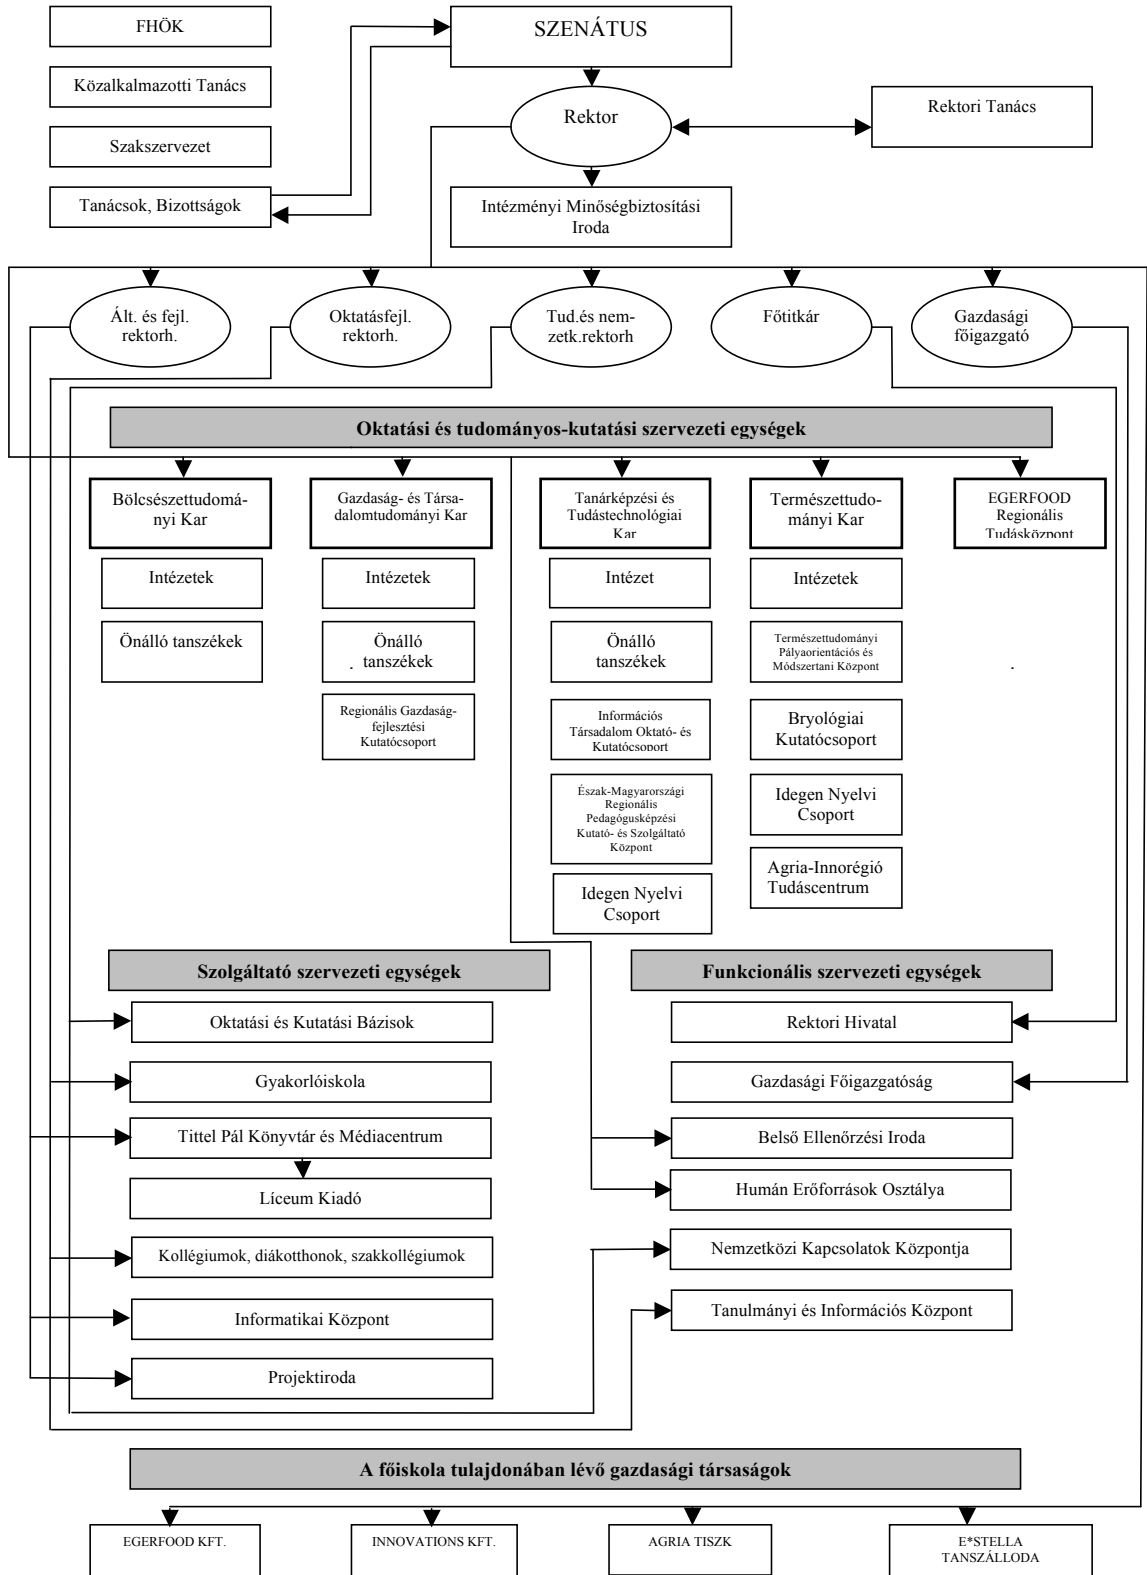 FHÖK
SZENÁTUS
Közalkalmazotti Tanács
Rektor
Rektori Tanács
Szakszervezet
Tanácsok, Bizottságok
Intézményi Minőségbiztosítási
Iroda
Ált. és fejl.
rektorh.
Oktatásfejl.
rektorh.
Tud.és nem-
zetk.rektorh
Főtitkár
Gazdasági
főigazgató
Oktatási és tudományos-kutatási szervezeti egységek
Bölcsészettudomá-
nyi Kar
Gazdaság- és Társa-
dalomtudományi Kar
Tanárképzési és
Tudástechnológiai
Kar
Természettudo-
mányi Kar
EGERFOOD
Regionális
Tudásközpont
Intézetek
Intézetek
Intézet
Intézetek
Önálló tanszékek
Önálló
tanszékek
.
Önálló
tanszékek
Természettudományi
Pályaorientációs és
Módszertani Központ
.
Regionális Gazdaság-
fejlesztési
Kutatócsoport
Információs
Társadalom Oktató- és
Kutatócsoport
Bryológiai
Kutatócsoport
Észak-Magyarországi
Regionális
Pedagógusképzési
Kutató- és Szolgáltató
Központ
Idegen Nyelvi
Csoport
Idegen Nyelvi
Csoport
Agria-Innorégió
Tudáscentrum
Szolgáltató szervezeti egységek
Funkcionális szervezeti egységek
Oktatási és Kutatási Bázisok
Rektori Hivatal
Gyakorlóiskola
Gazdasági Főigazgatóság
Tittel Pál Könyvtár és Médiacentrum
Belső Ellenőrzési Iroda
Líceum Kiadó
Humán Erőforrások Osztálya
Kollégiumok, diákotthonok, szakkollégiumok
Nemzetközi Kapcsolatok Központja
Informatikai Központ
Tanulmányi és Információs Központ
Projektiroda
A főiskola tulajdonában lévő gazdasági társaságok
EGERFOOD KFT.
INNOVATIONS KFT.
AGRIA TISZK
E*STELLA
TANSZÁLLODA